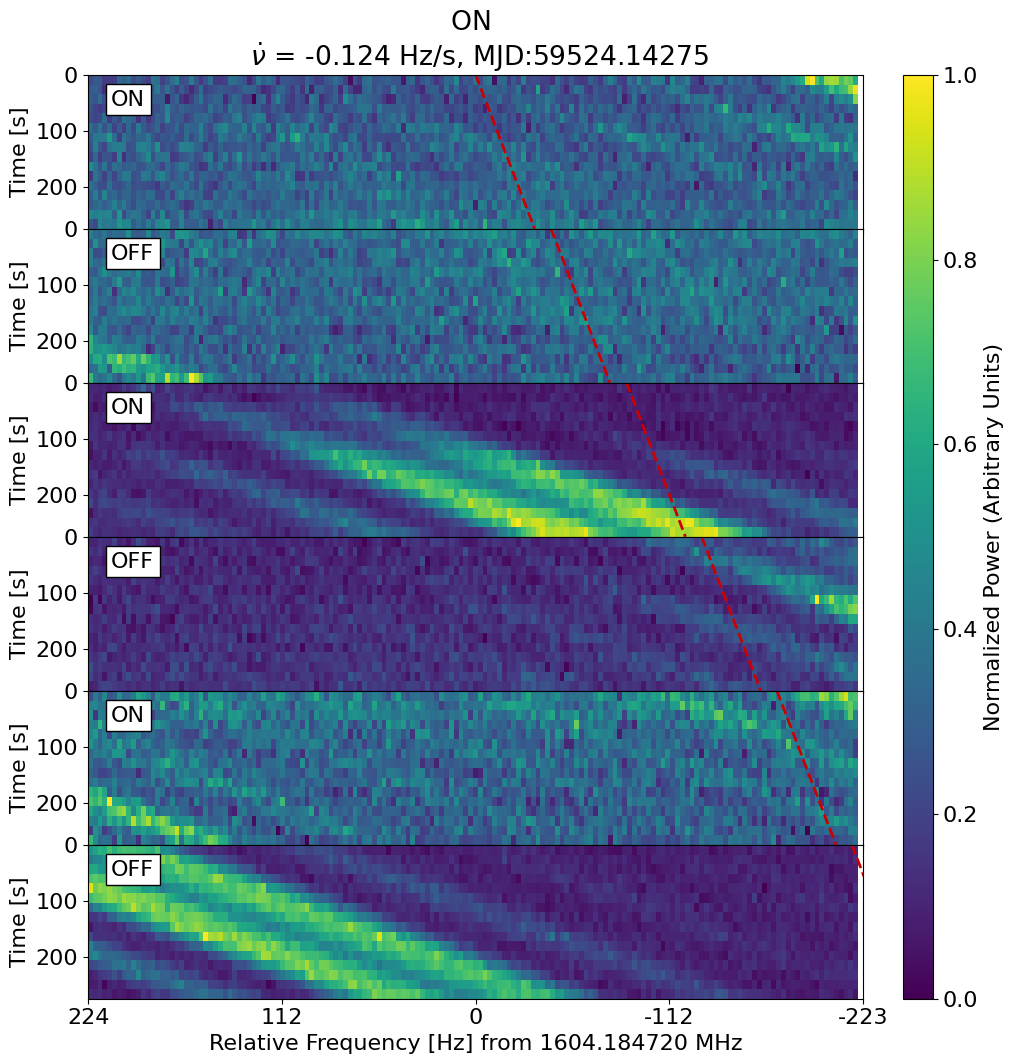 ON
ν̇ = -0.124 Hz/s, MJD:59524.14275
0
100
200
Time [s]
ON
0
100
200
Time [s]
OFF
0
100
200
Time [s]
ON
0
100
200
Time [s]
OFF
0
100
200
Time [s]
ON
0
100
200
Time [s]
OFF
224 112 0 -112 -223
Relative Frequency [Hz] from 1604.184720 MHz
1.0
0.8
0.6
0.4
0.2
0.0
Normalized Power (Arbitrary Units)